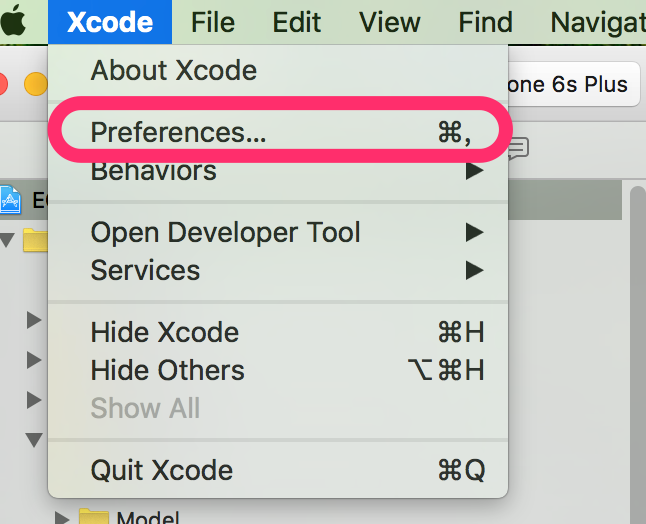 Xcode File Edit View Find Navigat
About Xcode
one 6s Plus
Preferences... ⌘,
Behaviors
Open Developer Tool
Services
Hide Xcode ⌘H
Hide Others ⌥⌘H
Show All
Quit Xcode ⌘Q
Model